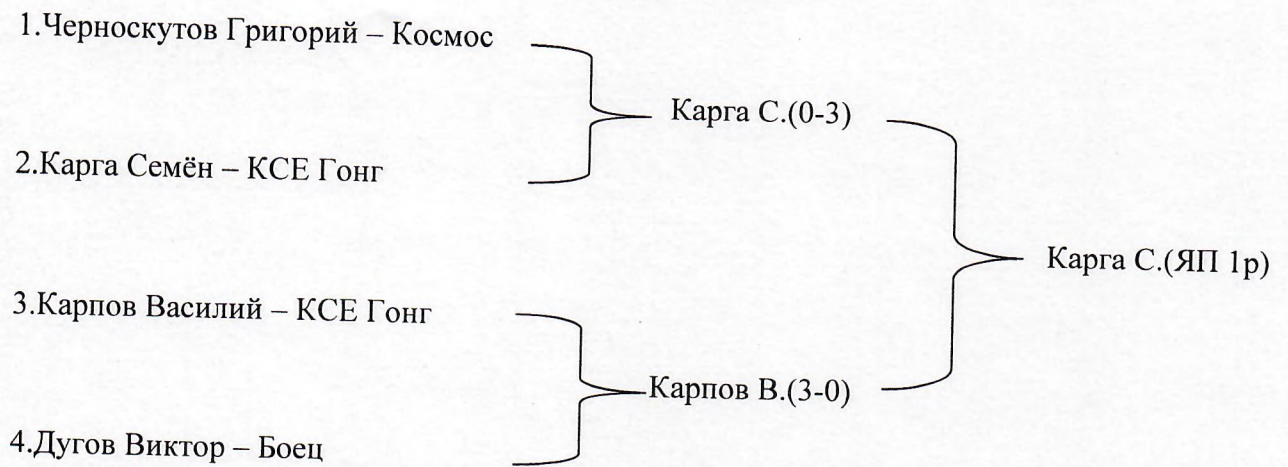 1.Черноскутов Григорий – Космос
Карга С.(0-3)
2.Карга Семён – КСЕ Гонг
Карга С.(ЯП 1р)
3.Карпов Василий – КСЕ Гонг
Карпов В.(3-0)
4.Дугов Виктор – Боец